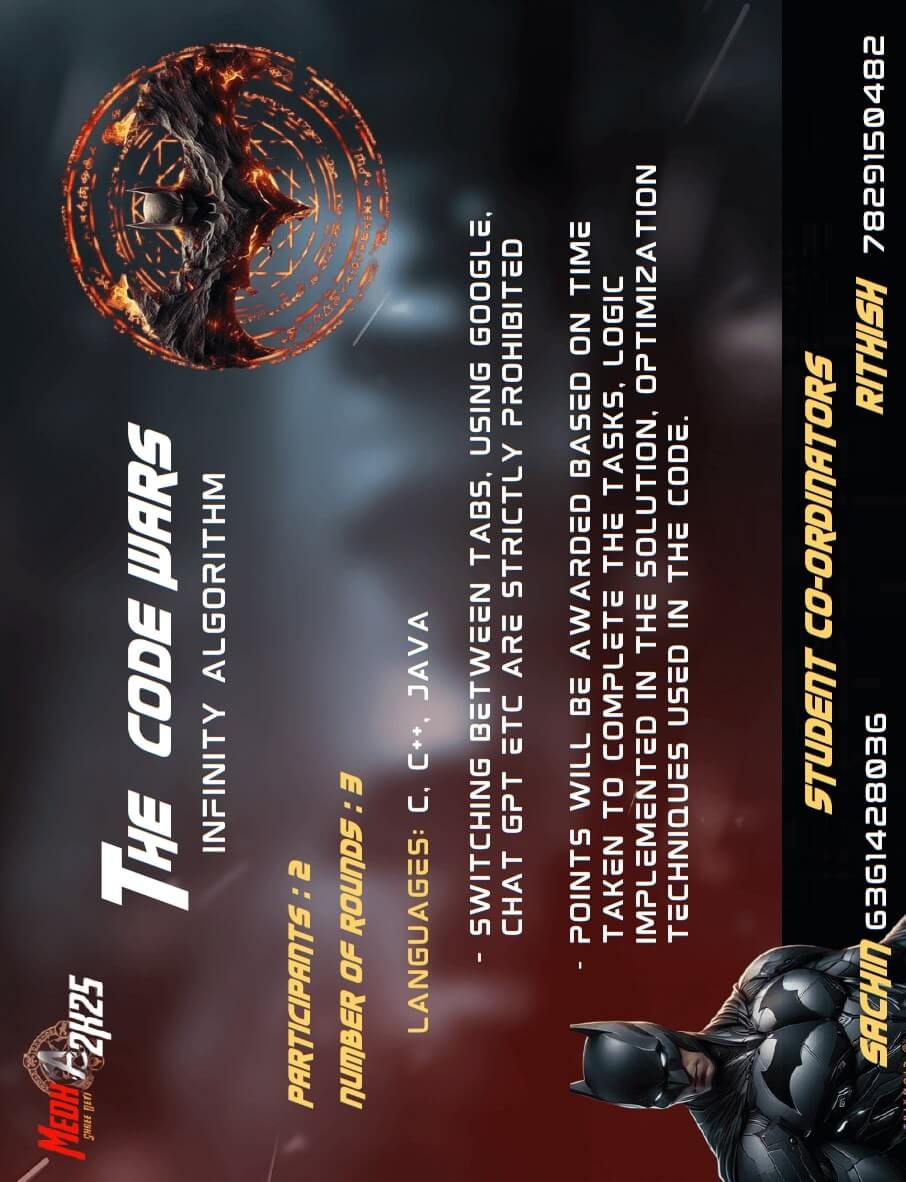 MEDHA 2K25
SHREE DEVI
THE CODE WARS
INFINITY ALGORITHM
PARTICIPANTS : 2
NUMBER OF ROUNDS : 3
LANGUAGES: C, C++, JAVA
- SWITCHING BETWEEN TABS, USING GOOGLE,
CHAT GPT ETC ARE STRICTLY PROHIBITED
- POINTS WILL BE AWARDED BASED ON TIME
TAKEN TO COMPLETE THE TASKS, LOGIC
IMPLEMENTED IN THE SOLUTION, OPTIMIZATION
TECHNIQUES USED IN THE CODE.
STUDENT CO-ORDINATORS
SACHIN 6361428036
RITHISH 7829150482